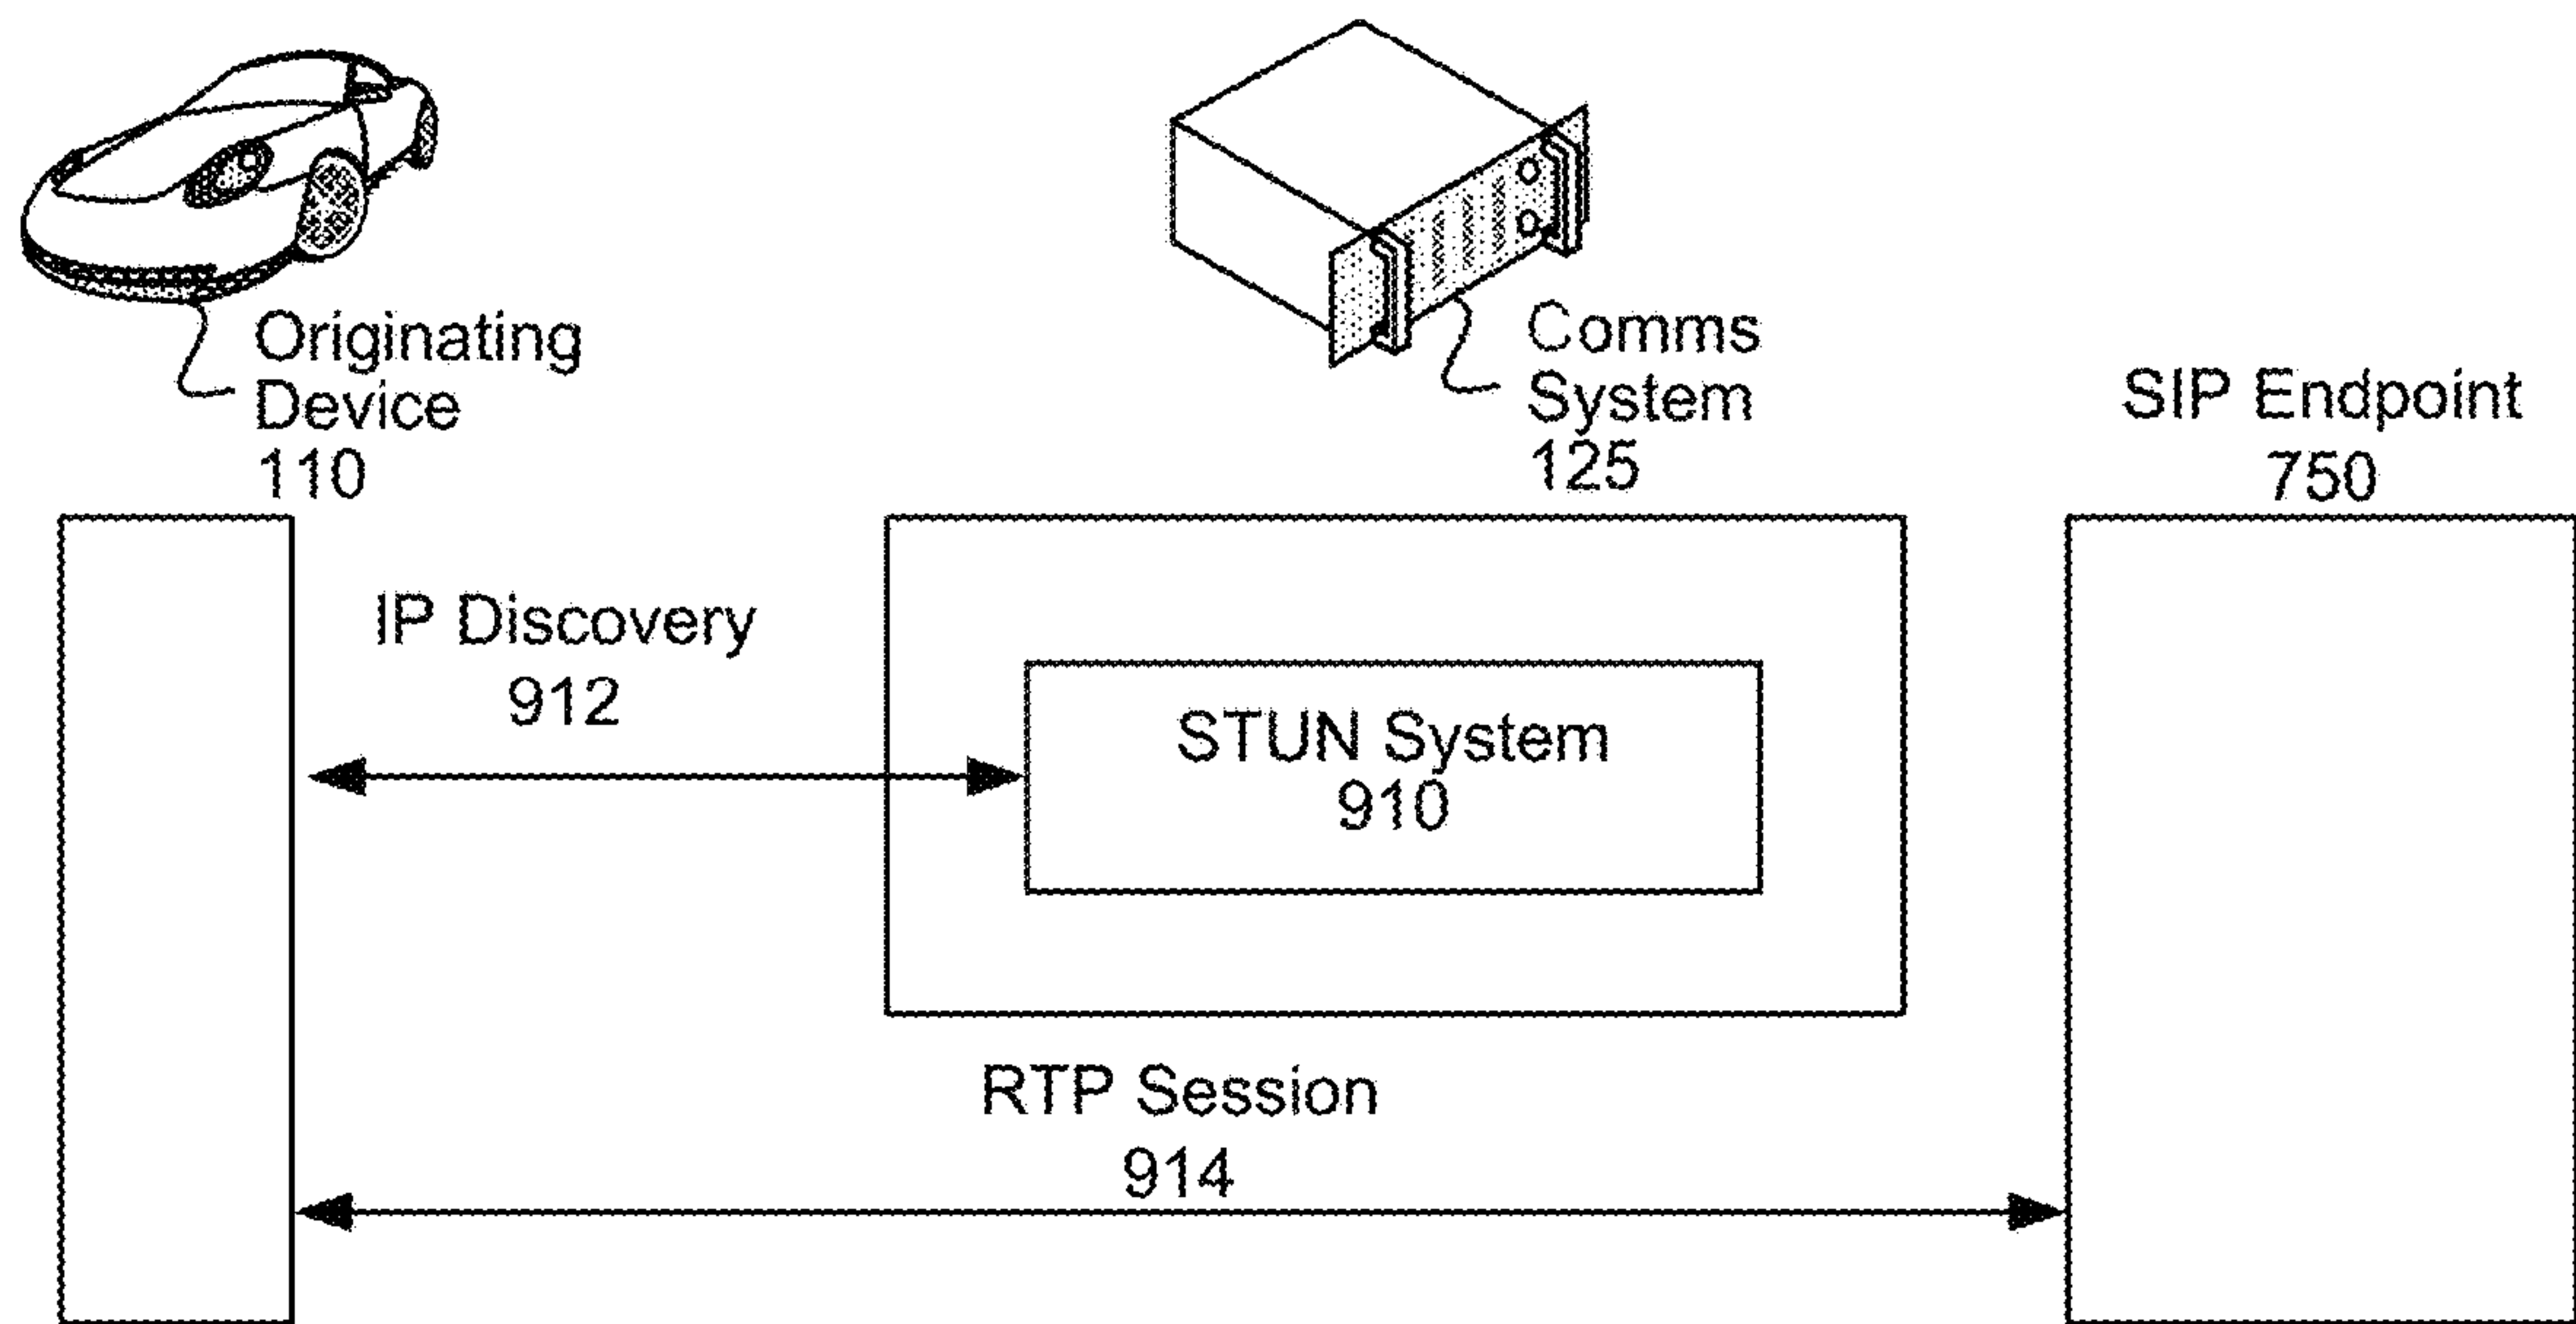 Originating
Device
110
Comms
System
125
SIP Endpoint
750
IP Discovery
912
STUN System
910
RTP Session
914